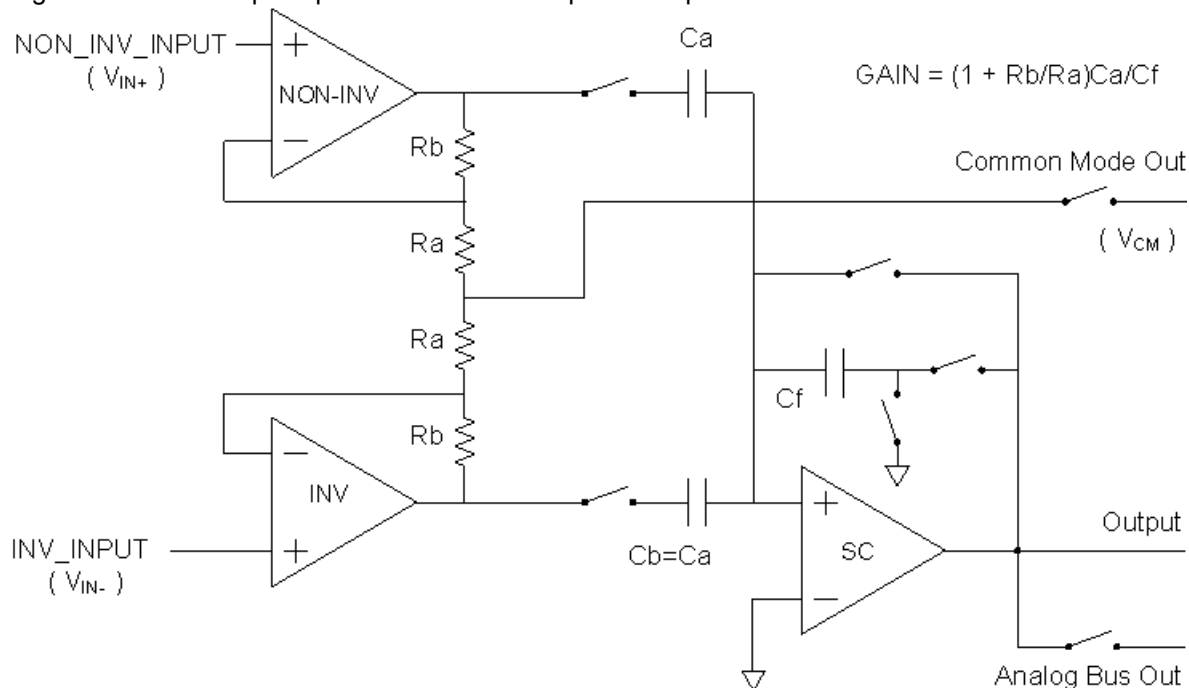 NON_INV_INPUT
( VIN+ )
+
NON-INV
−
Ca
GAIN = (1 + Rb/Ra)Ca/Cf
Rb
Common Mode Out
( VCM )
Ra
Ra
Cf
Rb
−
INV
+
INV_INPUT
( VIN- )
Cb=Ca
+
SC
−
Output
Analog Bus Out